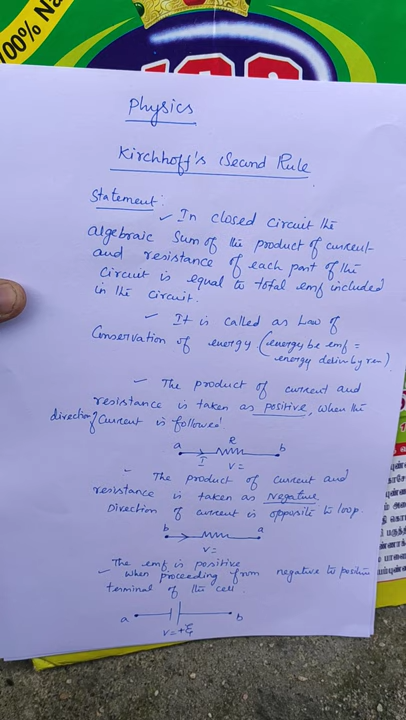 100% Na
Physics
Kirchhoff's Second Rule
Statement:
✓ In closed circuit the
algebraic Sum of the product of current
and resistance of each part of the
Circuit is equal to total emf included
in the circuit.
✓ It is called as Law of
Conservation of energy (energy be emf =
energy by
✓ The product of current and
resistance is taken as positive, when the
direction of Current is followed
a R b
I V =
✓ The product of current and
resistance is taken as Negative
Direction of current is opposite to loop.
b a
V =
The emf is positive
✓ when proceeding from negative to positive
terminal of the cell.
a b
V = +ξ